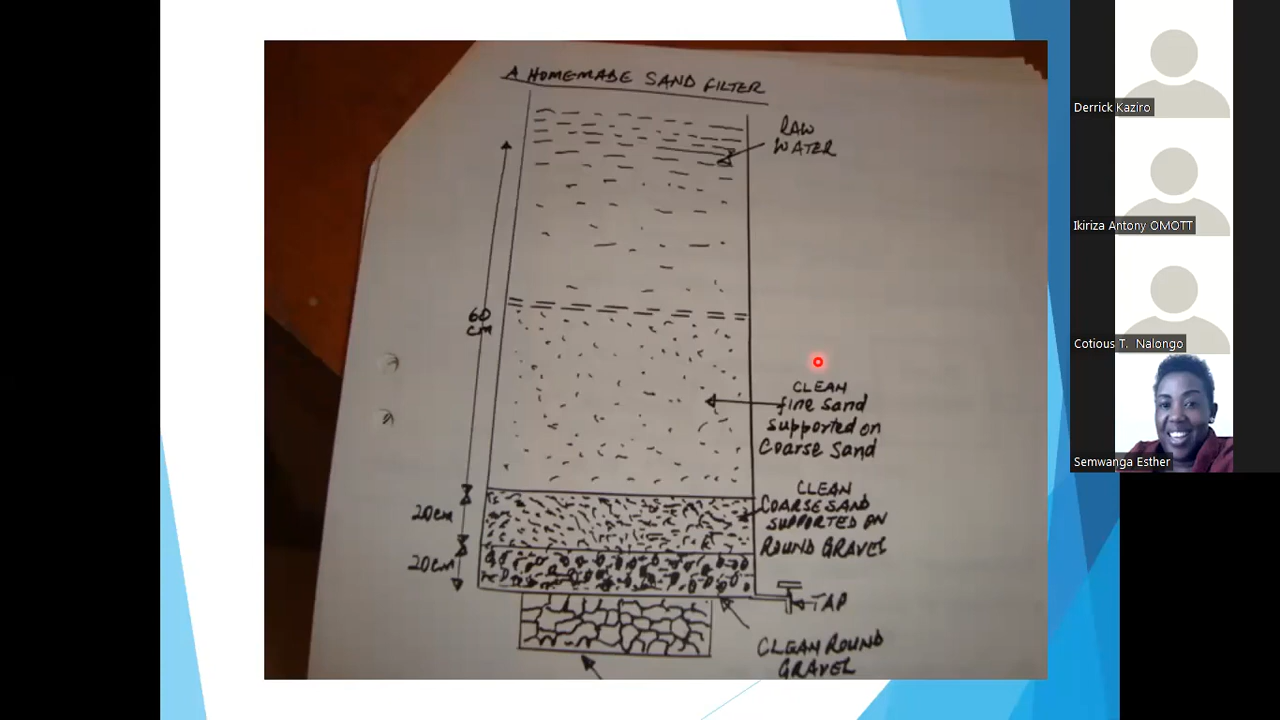 A HOMEMADE SAND FILTER
RAW
WATER
60
cm
CLEAN
fine sand
supported on
Coarse Sand
CLEAN
COARSE SAND
SUPPORTED ON
ROUND GRAVEL
20cm
20cm
TAP
CLEAN ROUND
GRAVEL
Derrick Kaziro
Ikiriza Antony OMOTT
Cotious T. Nalongo
Semwanga Esther